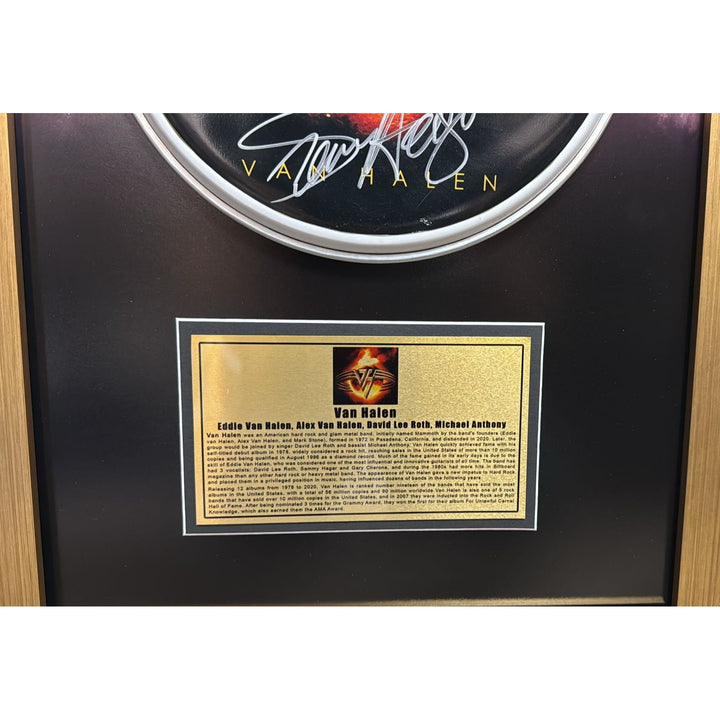 Sam Hagar
VAN HALEN
VH
Van Halen
Eddie Van Halen, Alex Van Halen, David Lee Roth, Michael Anthony
Van Halen was an American hard rock and glam metal band, initially named Mammoth by the band's founders (Eddie
van Halen, Alex Van Halen, and Mark Stone), formed in 1972 in Pasadena, California, and disbanded in 2020. Later, the
group would be joined by singer David Lee Roth and bassist Michael Anthony, Van Halen quickly achieved fame with his
self-titled debut album in 1978, widely considered a rock hit, reaching sales in the United States of more than 10 million
copies and being qualified in August 1996 as a diamond record. Much of the fame gained in its early days is due to the
skill of Eddie Van Halen, who was considered one of the most influential and innovative guitarists of all time. The band has
had 3 vocalists: David Lee Roth, Sammy Hagar and Gary Cherone, and during the 1980s had more hits in Billboard
magazine than any other hard rock or heavy metal band. The appearance of Van Halen gave a new impetus to Hard Rock
and placed them in a privileged position in music, having influenced dozens of bands in the following years.
Releasing 12 albums from 1978 to 2020, Van Halen is ranked number nineteen of the bands that have sold the most
albums in the United States, with a total of 56 million copies and 90 million worldwide Van Halen is also one of 6 rock
bands that have sold over 10 million copies in the United States, and in 2007 they were inducted into the Rock and Roll
Hall of Fame. After being nominated 3 times for the Grammy Award, they won the first for their album For Unlawful Carnal
Knowledge, which also earned them the AMA Award.